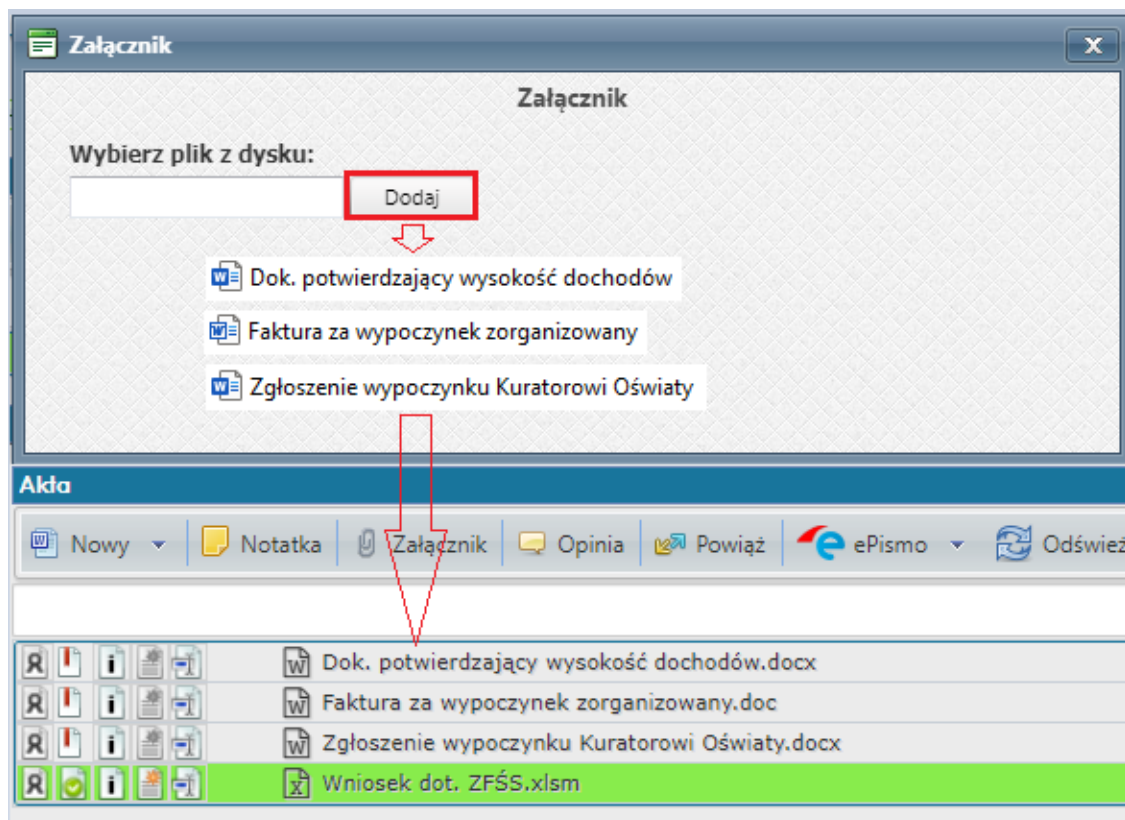 Załącznik
x
Załącznik
Wybierz plik z dysku:
Dodaj
Dok. potwierdzający wysokość dochodów
Faktura za wypoczynek zorganizowany
Zgłoszenie wypoczynku Kuratorowi Oświaty
Akta
Nowy Notatka Załącznik Opinia Powiąż ePismo Odśwież
Dok. potwierdzający wysokość dochodów.docx
Faktura za wypoczynek zorganizowany.doc
Zgłoszenie wypoczynku Kuratorowi Oświaty.docx
Wniosek dot. ZFŚS.xlsm